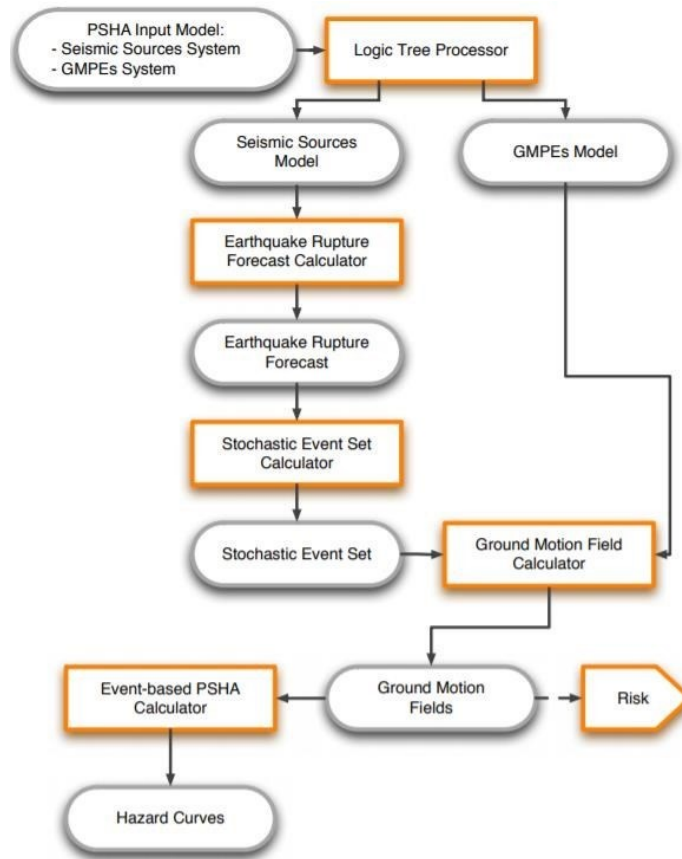 PSHA Input Model:
- Seismic Sources System
- GMPEs System
Logic Tree Processor
Seismic Sources
Model
GMPEs Model
Earthquake Rupture
Forecast Calculator
Earthquake Rupture
Forecast
Stochastic Event Set
Calculator
Stochastic Event Set
Ground Motion Field
Calculator
Event-based PSHA
Calculator
Ground Motion
Fields
Risk
Hazard Curves